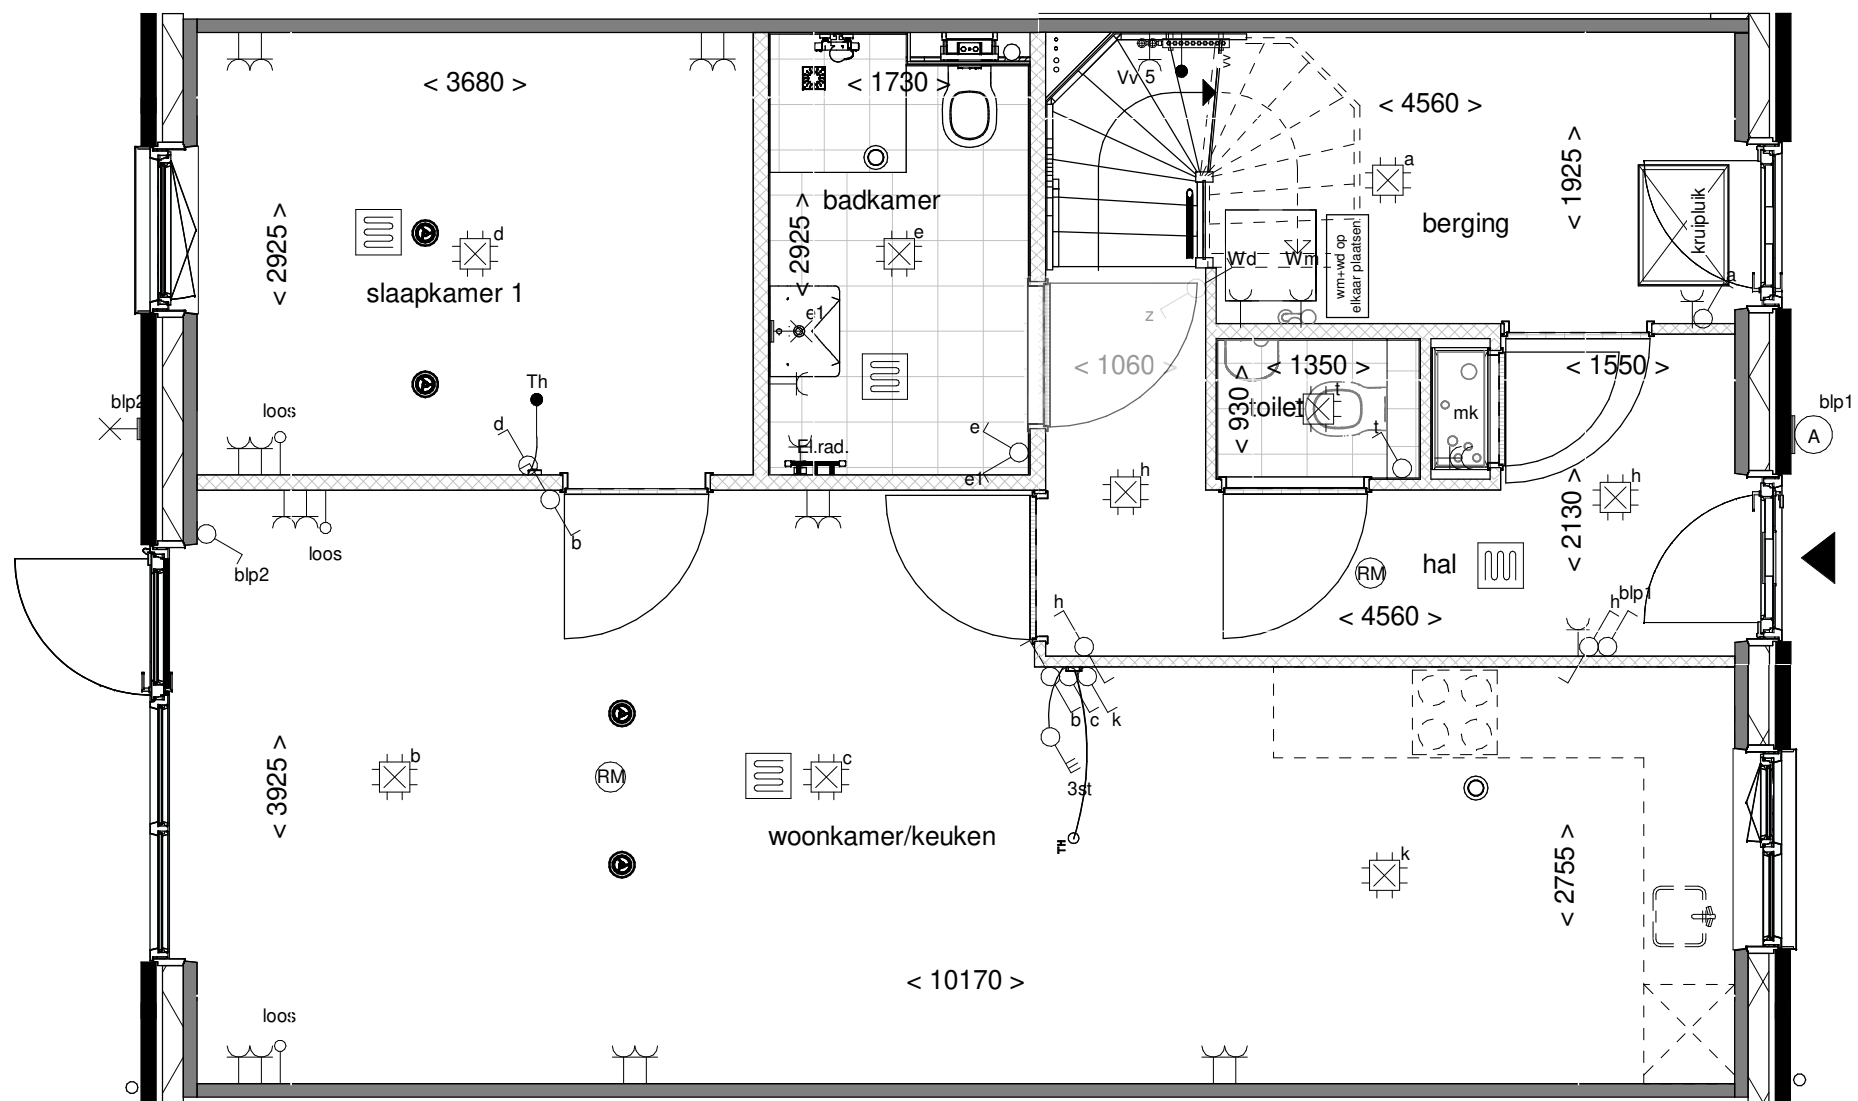 < 3680 >
< 1730 >
Vv 5
< 4560 >
a
< 1925 >
berging
kruipluik
a
badkamer
e
< 2925 >
d
slaapkamer 1
< 2925 >
e1
Wd
Wm
wm+wd op
elkaar plaatsen.
z
< 1060 >
< 1350 >
< 1550 >
< 930 >
toilet
t
t
mk
blp1
A
blp2
loos
Th
d
El.rad.
e
e1
h
h
< 2130 >
b
loos
blp2
RM
hal
h
< 4560 >
h
blp1
b
c
k
3st
TH
< 3925 >
b
RM
c
woonkamer/keuken
k
< 2755 >
< 10170 >
loos